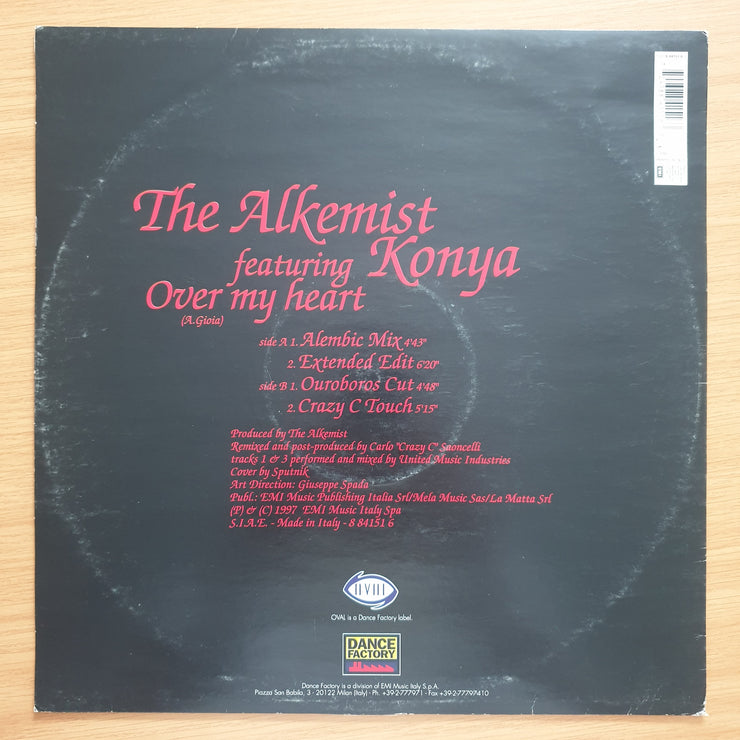 The Alkemist
featuring Konya
Over my heart
(A.Gioia)
side A 1. Alembic Mix 4'43"
2. Extended Edit 6'20"
side B 1. Ouroboros Cut 4'48"
2. Crazy C Touch 5'15"
Produced by The Alkemist
Remixed and post-produced by Carlo "Crazy C" Saoncelli
tracks 1 & 3 performed and mixed by United Music Industries
Cover by Sputnik
Art Direction: Giuseppe Spada
Publ.: EMI Music Publishing Italia Srl/Mela Music Sas/La Matta Srl
(P) & (C) 1997 EMI Music Italy Spa
S.I.A.E. - Made in Italy - 8 84151 6
OVAL is a Dance Factory label.
DANCE
FACTORY
Dance Factory is a division of EMI Music Italy S.p.A.
Piazza San Babila, 3 - 20122 Milan (Italy) - Ph. +39-2-777971 - Fax +39-2-77797410